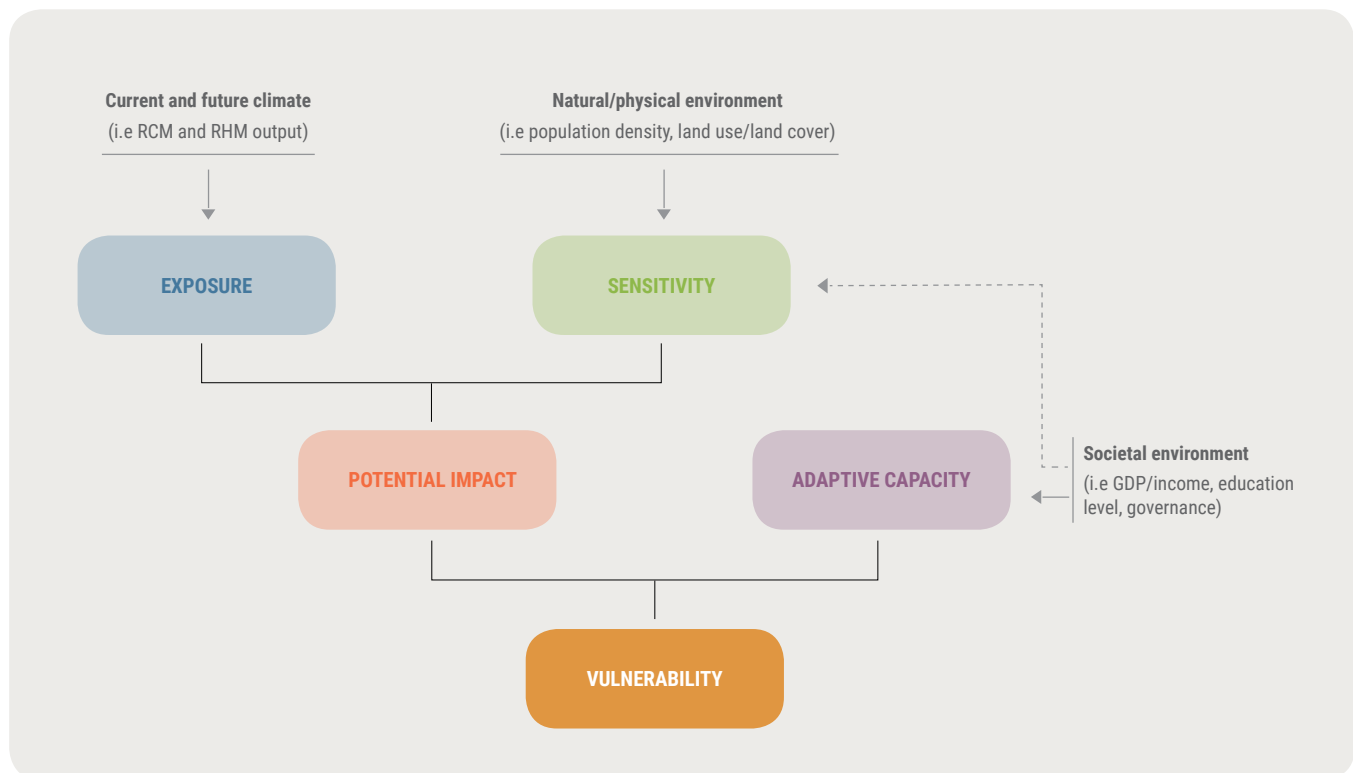 Current and future climate
(i.e RCM and RHM output)
Natural/physical environment
(i.e population density, land use/land cover)
EXPOSURE
SENSITIVITY
POTENTIAL IMPACT
ADAPTIVE CAPACITY
Societal environment
(i.e GDP/income, education
level, governance)
VULNERABILITY